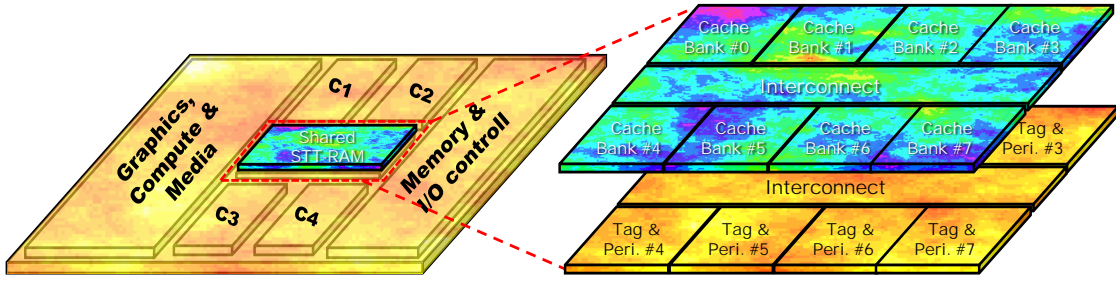 Graphics,
Compute &
Media
C1
C2
Shared
STT-RAM
Memory &
I/O controll
C3
C4
Cache
Bank #0
Cache
Bank #1
Cache
Bank #2
Cache
Bank #3
Interconnect
Cache
Bank #4
Cache
Bank #5
Cache
Bank #6
Cache
Bank #7
Tag &
Peri. #3
Interconnect
Tag &
Peri. #4
Tag &
Peri. #5
Tag &
Peri. #6
Tag &
Peri. #7